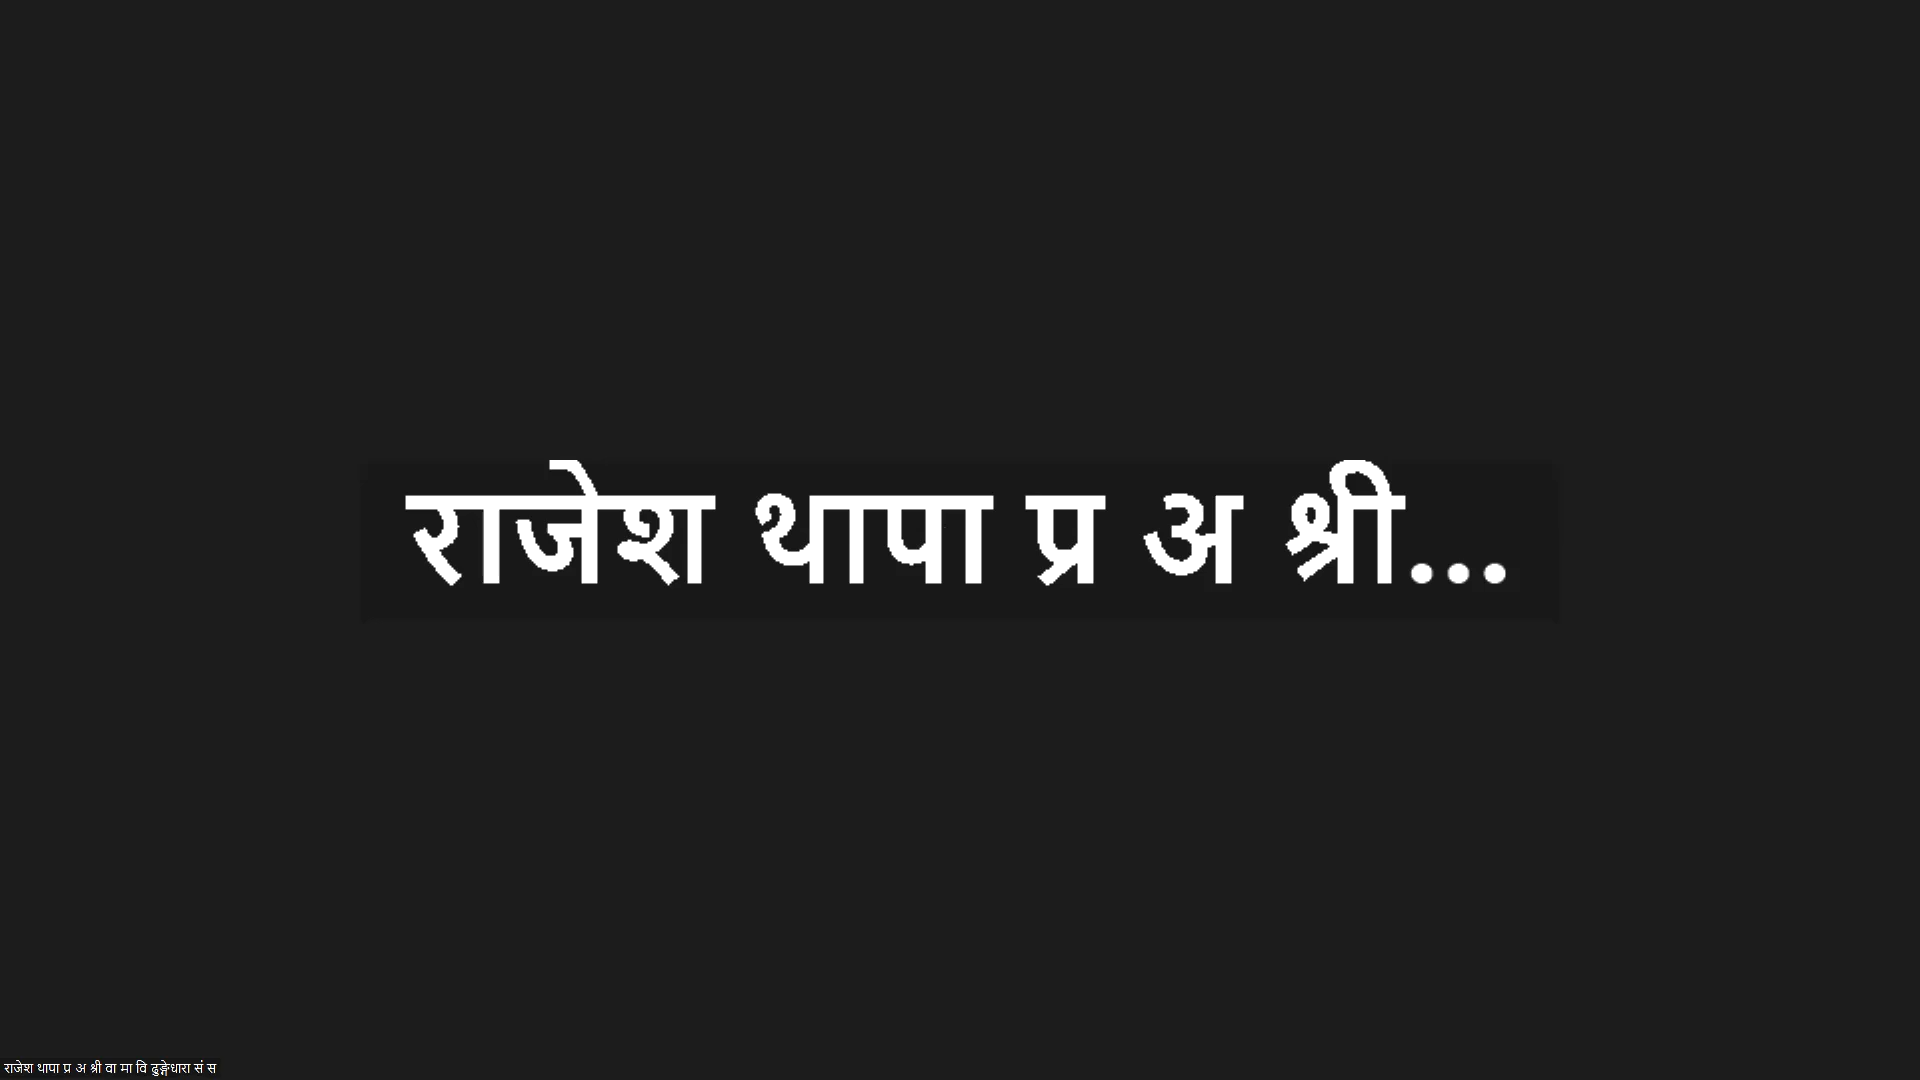 राजेश थापा प्र अ श्री...
राजेश थापा प्र अ श्री वा मा वि ढुङ्गेधारा सं स